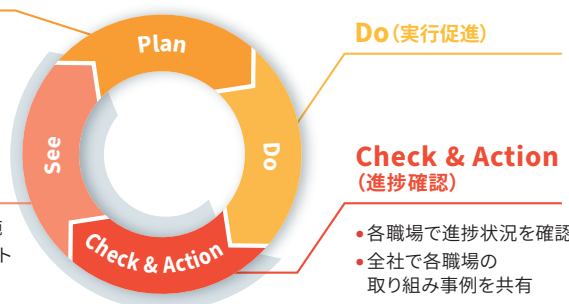 Plan
Do
See
Check & Action
Do(実行促進)
Check & Action
(進捗確認)
•各職場で進捗状況を確認
•全社で各職場の
取り組み事例を共有
ト